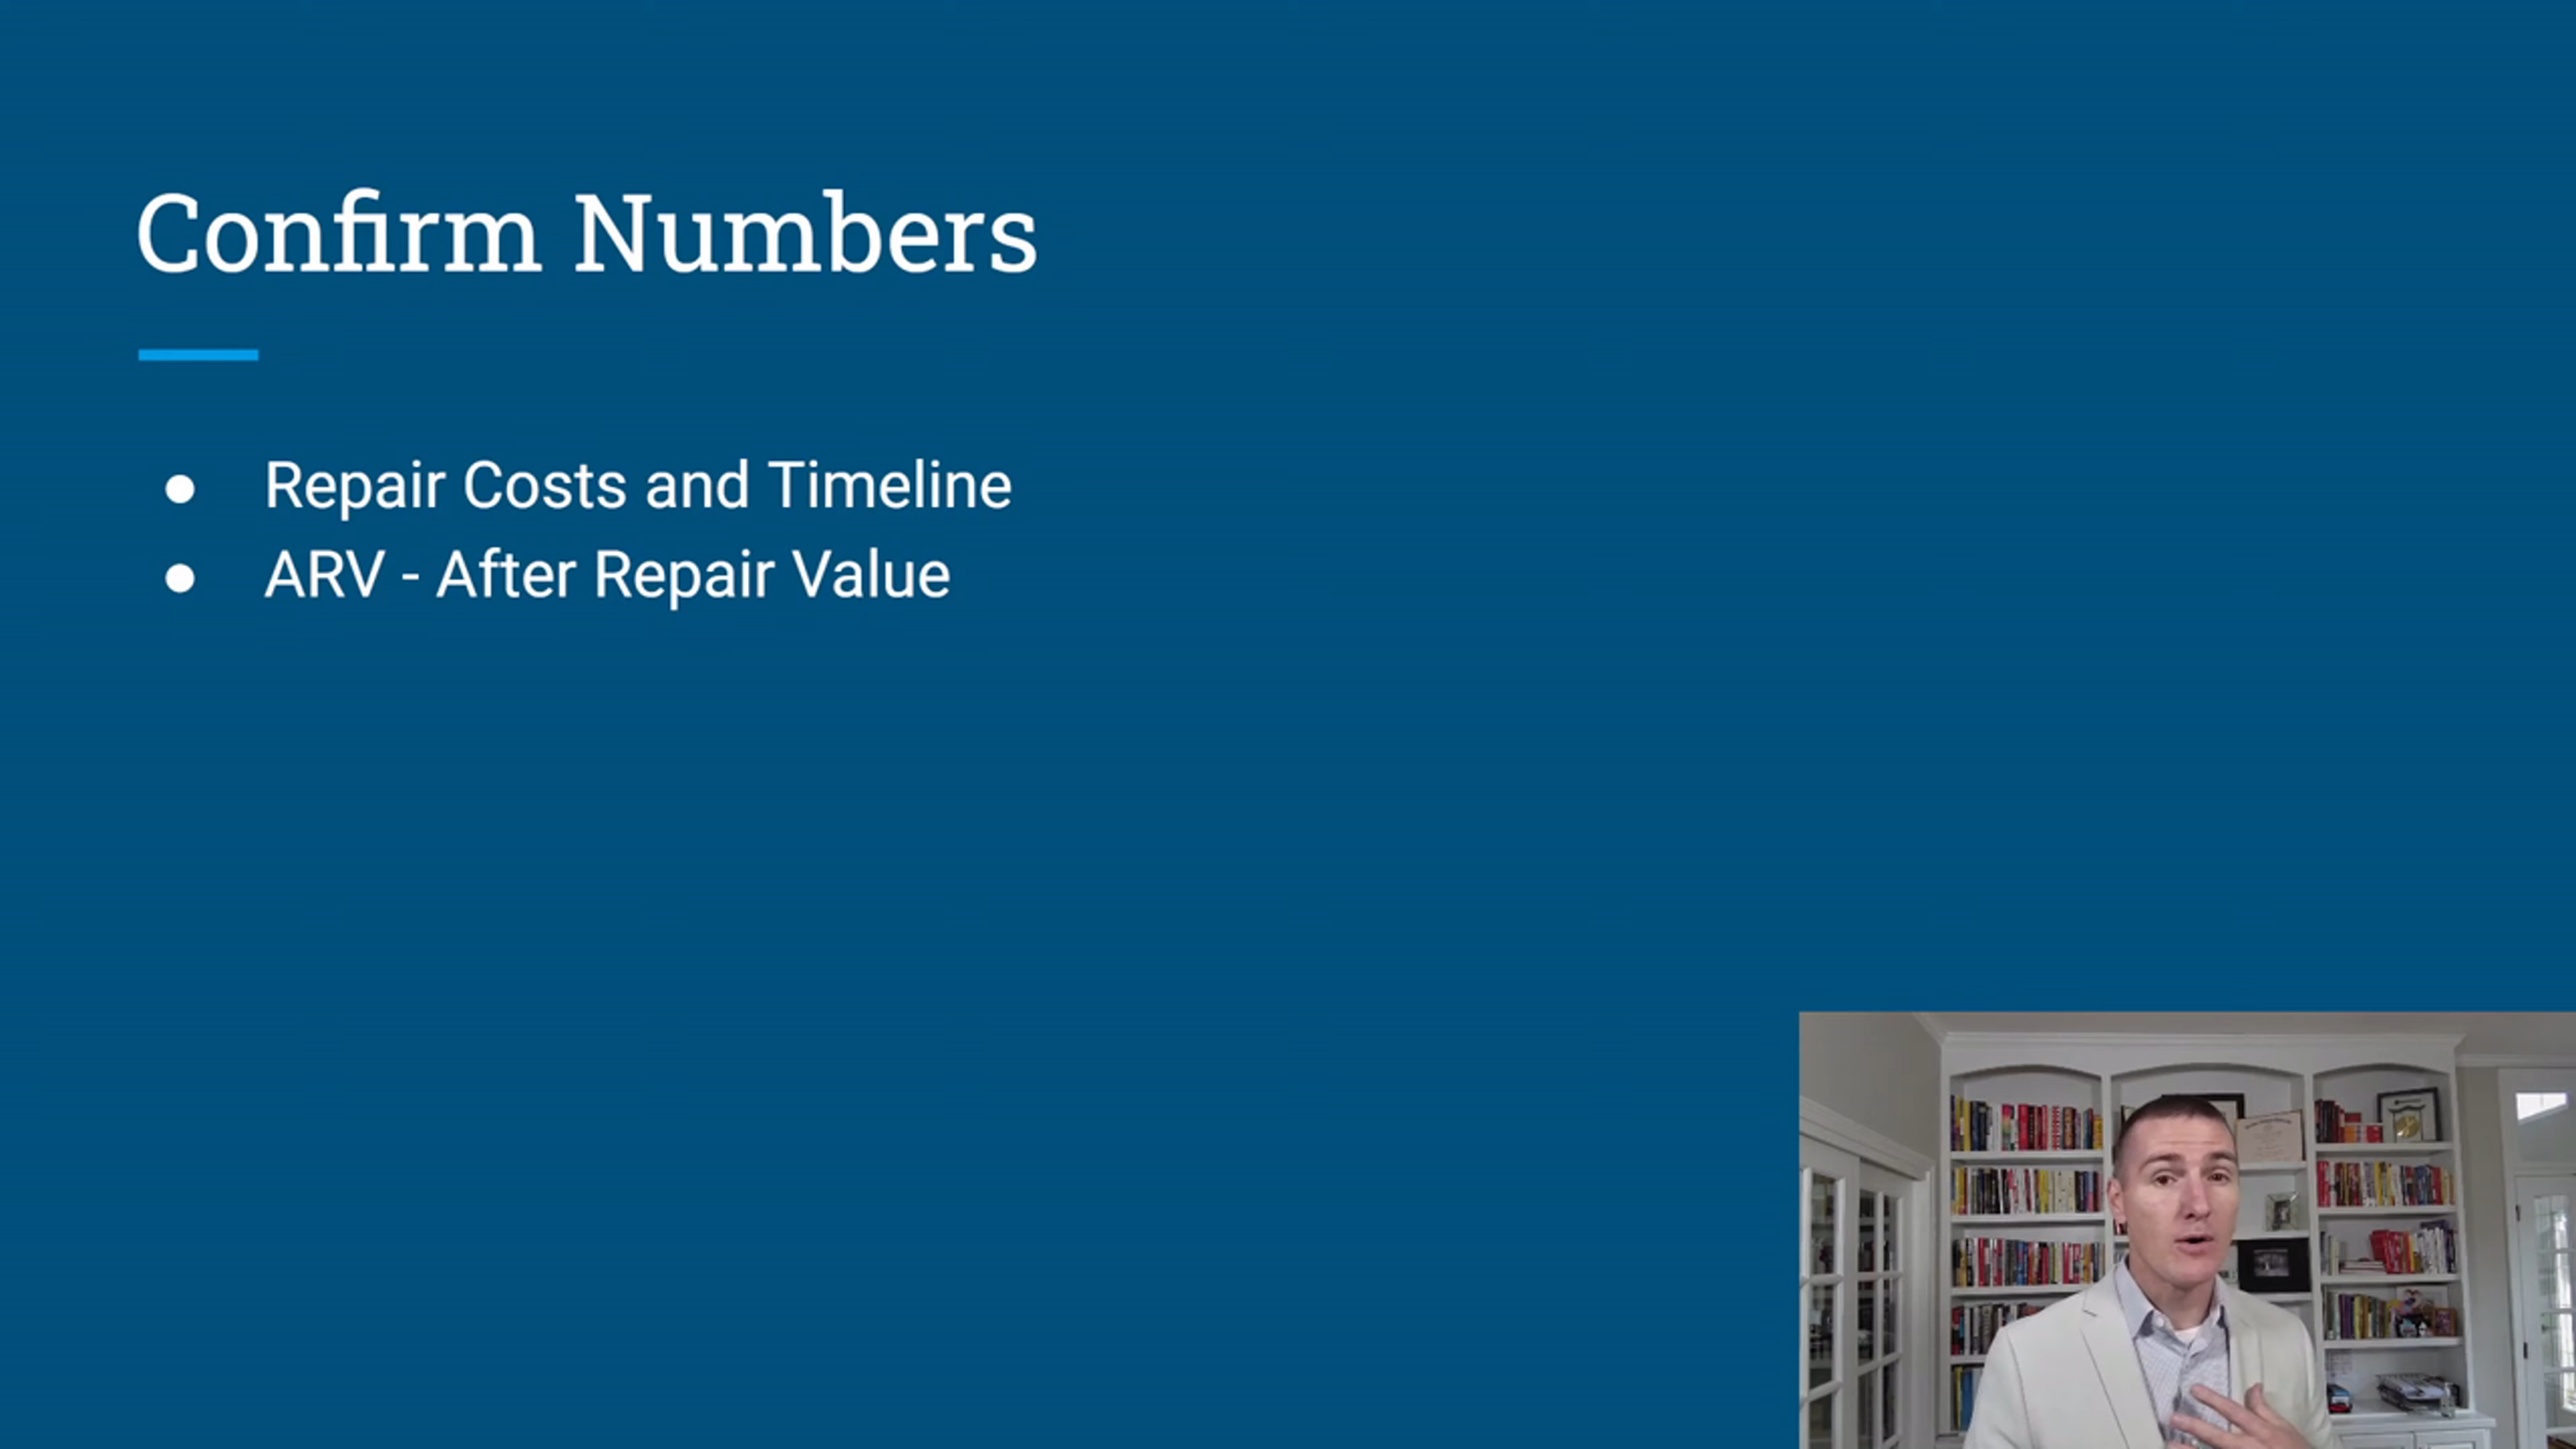 Confirm Numbers
● Repair Costs and Timeline
● ARV - After Repair Value